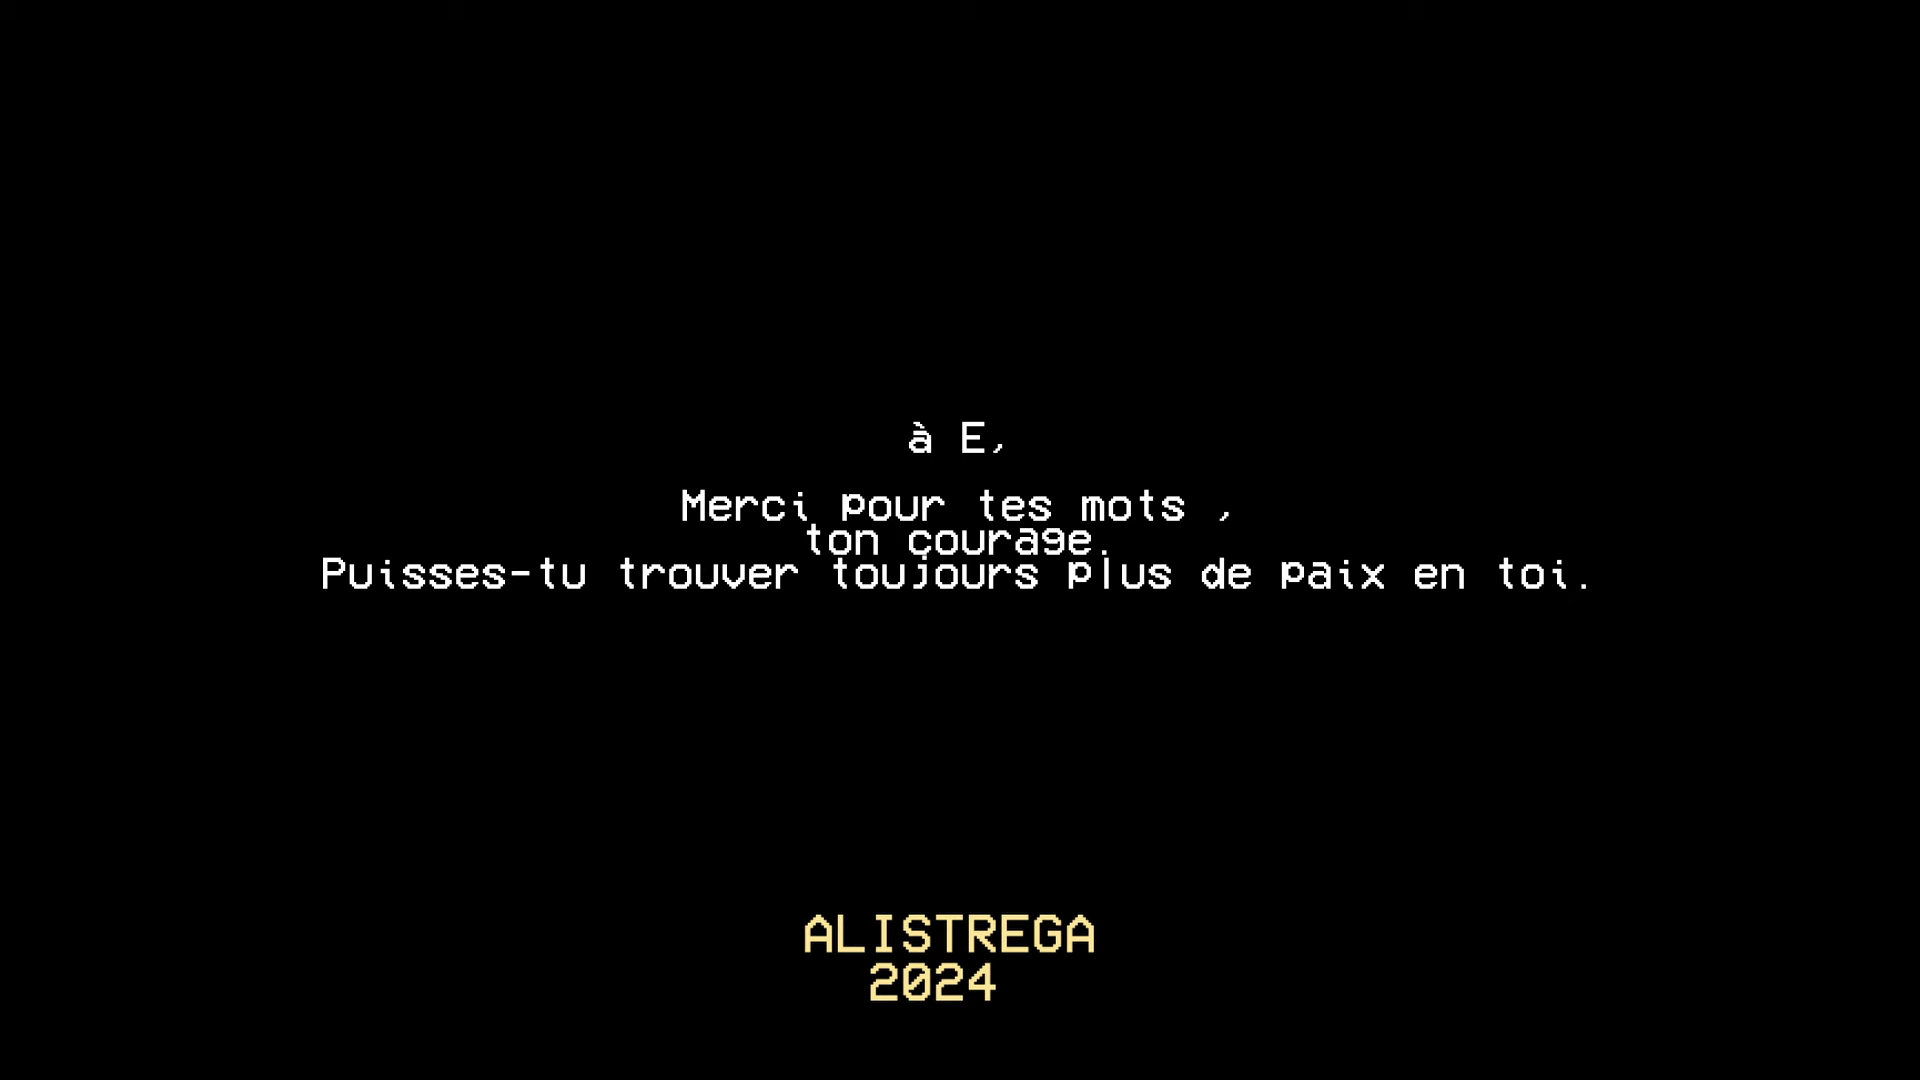 à E,
Merci pour tes mots ,
ton courage.
Puisses-tu trouver toujours plus de paix en toi.
ALISTREGA
2024